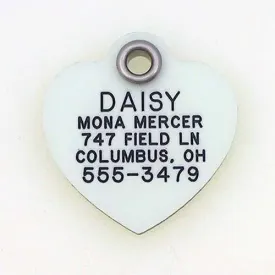 DAISY
MONA MERCER
747 FIELD LN
COLUMBUS, OH
555-3479